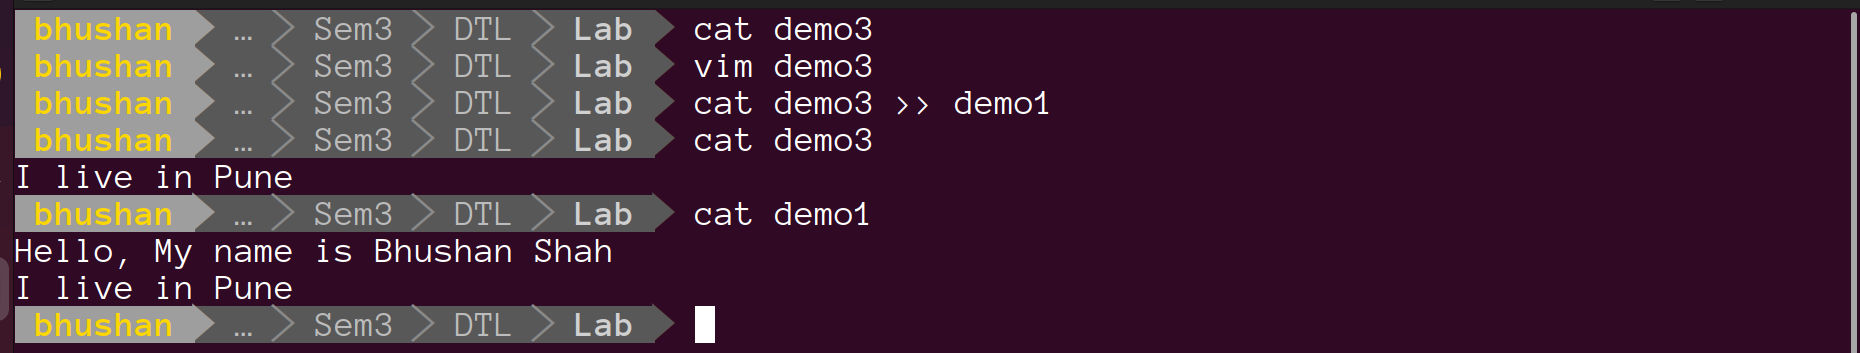 bhushan … Sem3 DTL Lab cat demo3
bhushan … Sem3 DTL Lab vim demo3
bhushan … Sem3 DTL Lab cat demo3 >> demo1
bhushan … Sem3 DTL Lab cat demo3
I live in Pune
bhushan … Sem3 DTL Lab cat demo1
Hello, My name is Bhushan Shah
I live in Pune
bhushan … Sem3 DTL Lab